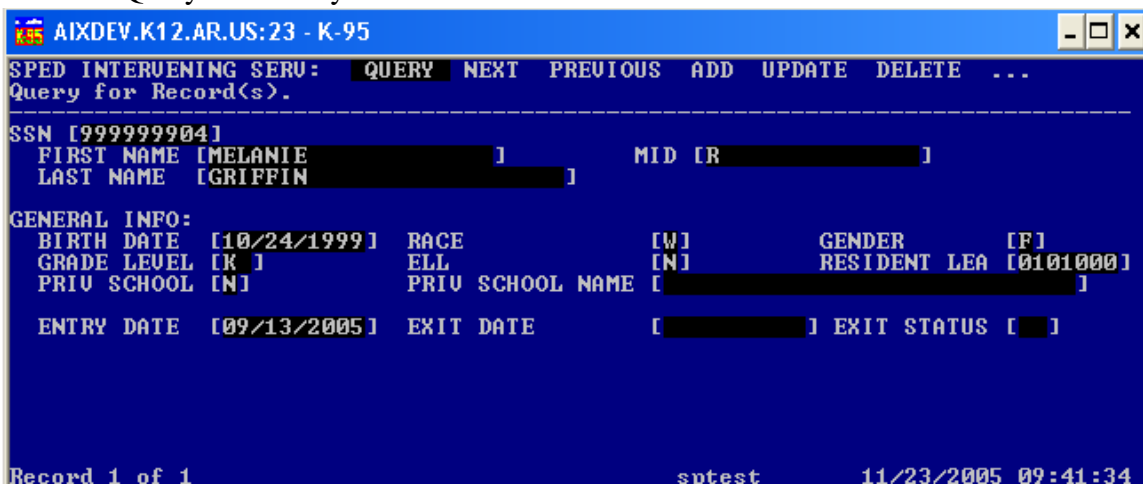 AIXDEV.K12.AR.US:23 - K-95
SPED INTERVENING SERV: QUERY NEXT PREVIOUS ADD UPDATE DELETE ...
Query for Record(s).
SSN [999999904]
FIRST NAME [MELANIE ] MID [R ]
LAST NAME [GRIFFIN ]
GENERAL INFO:
BIRTH DATE [10/24/1999] RACE [W] GENDER [F]
GRADE LEVEL [K ] ELL [N] RESIDENT LEA [0101000]
PRIV SCHOOL [N] PRIV SCHOOL NAME [ ]
ENTRY DATE [09/13/2005] EXIT DATE [ ] EXIT STATUS [ ]
Record 1 of 1 sptest 11/23/2005 09:41:34